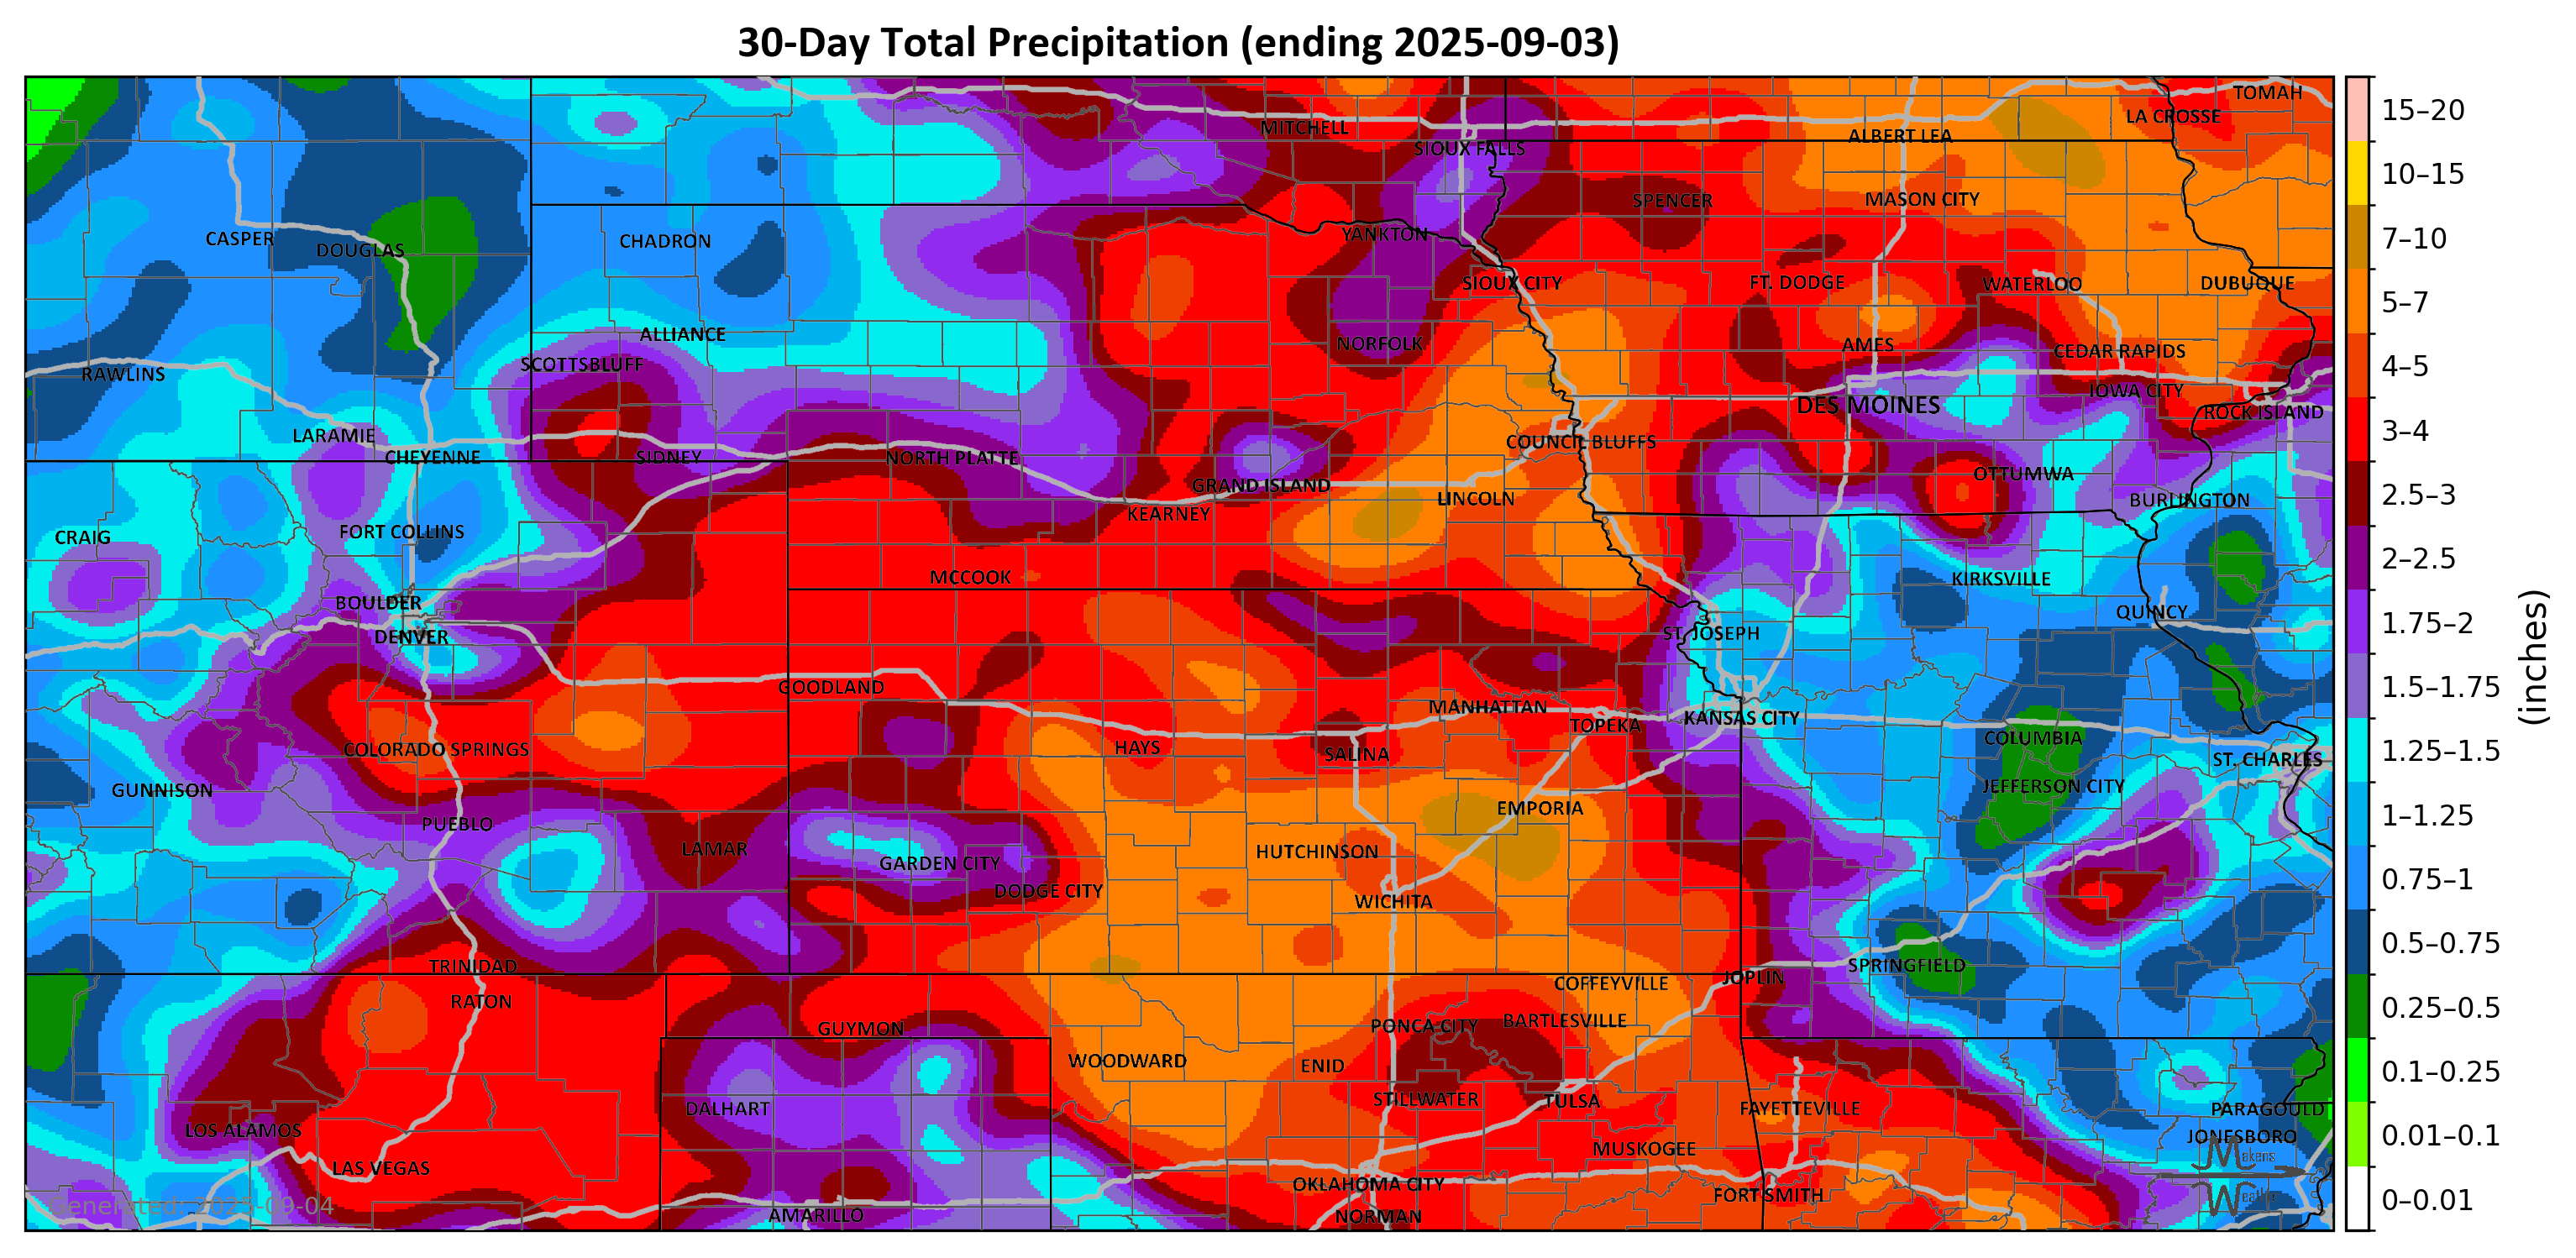 30-Day Total Precipitation (ending 2025-09-03)
TOMAH
LA CROSSE
MITCHELL
ALBERT LEA
SIOUX FALLS
SPENCER
MASON CITY
YANKTON
CASPER
DOUGLAS
CHADRON
SIOUX CITY
FT. DODGE
WATERLOO
DUBUQUE
ALLIANCE
NORFOLK
AMES
CEDAR RAPIDS
SCOTTSBLUFF
RAWLINS
IOWA CITY
DES MOINES
ROCK ISLAND
LARAMIE
COUNCIL BLUFFS
CHEYENNE
SIDNEY
NORTH PLATTE
OTTUMWA
GRAND ISLAND
LINCOLN
BURLINGTON
KEARNEY
FORT COLLINS
CRAIG
MCCOOK
KIRKSVILLE
BOULDER
QUINCY
DENVER
ST. JOSEPH
GOODLAND
MANHATTAN
KANSAS CITY
TOPEKA
COLUMBIA
COLORADO SPRINGS
HAYS
SALINA
ST. CHARLES
GUNNISON
JEFFERSON CITY
EMPORIA
PUEBLO
LAMAR
HUTCHINSON
GARDEN CITY
DODGE CITY
WICHITA
TRINIDAD
SPRINGFIELD
JOPLIN
COFFEYVILLE
RATON
GUYMON
PONCA CITY
BARTLESVILLE
WOODWARD
ENID
STILLWATER
TULSA
DALHART
FAYETTEVILLE
PARAGOULD
LOS ALAMOS
JONESBORO
MUSKOGEE
Makens
LAS VEGAS
OKLAHOMA CITY
FORT SMITH
Weather
Generated: 2025-09-04
AMARILLO
NORMAN
15–20
10–15
7–10
5–7
4–5
3–4
2.5–3
2–2.5
1.75–2
1.5–1.75
1.25–1.5
1–1.25
0.75–1
0.5–0.75
0.25–0.5
0.1–0.25
0.01–0.1
0–0.01
(inches)